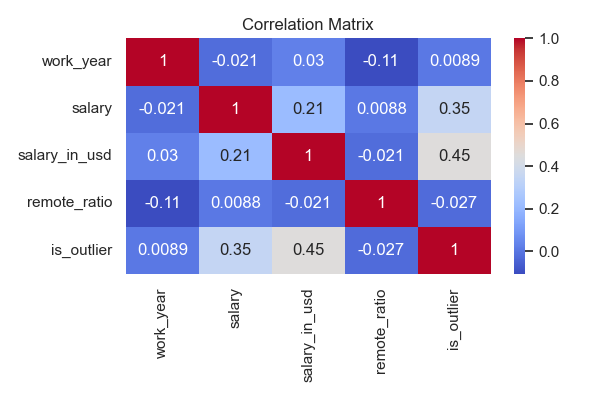 Correlation Matrix
work_year 1 -0.021 0.03 -0.11 0.0089
salary -0.021 1 0.21 0.0088 0.35
salary_in_usd 0.03 0.21 1 -0.021 0.45
remote_ratio -0.11 0.0088 -0.021 1 -0.027
is_outlier 0.0089 0.35 0.45 -0.027 1
work_year salary salary_in_usd remote_ratio is_outlier
1.0
0.8
0.6
0.4
0.2
0.0